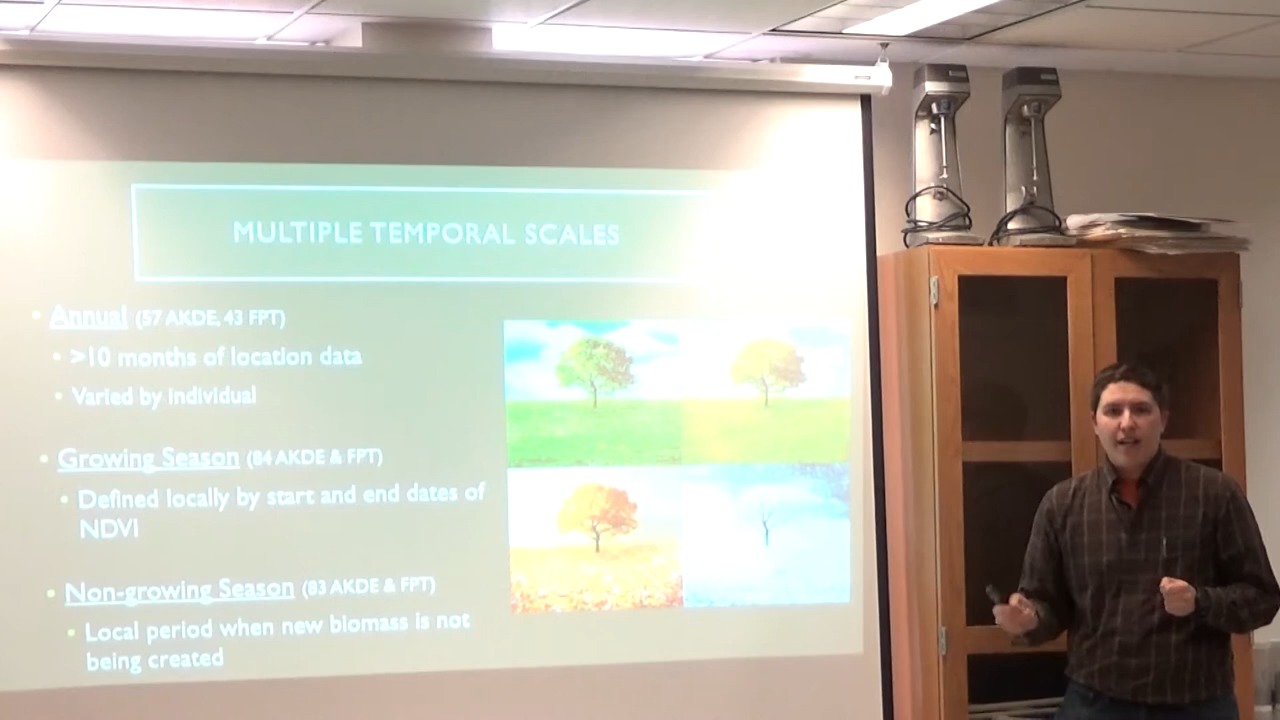 MULTIPLE TEMPORAL SCALES
• Annual (57 AKDE, 43 FPT)
• >10 months of location data
• Varied by individual
• Growing Season (84 AKDE & FPT)
• Defined locally by start and end dates of
NDVI
• Non-growing Season (83 AKDE & FPT)
• Local period when new biomass is not
being created